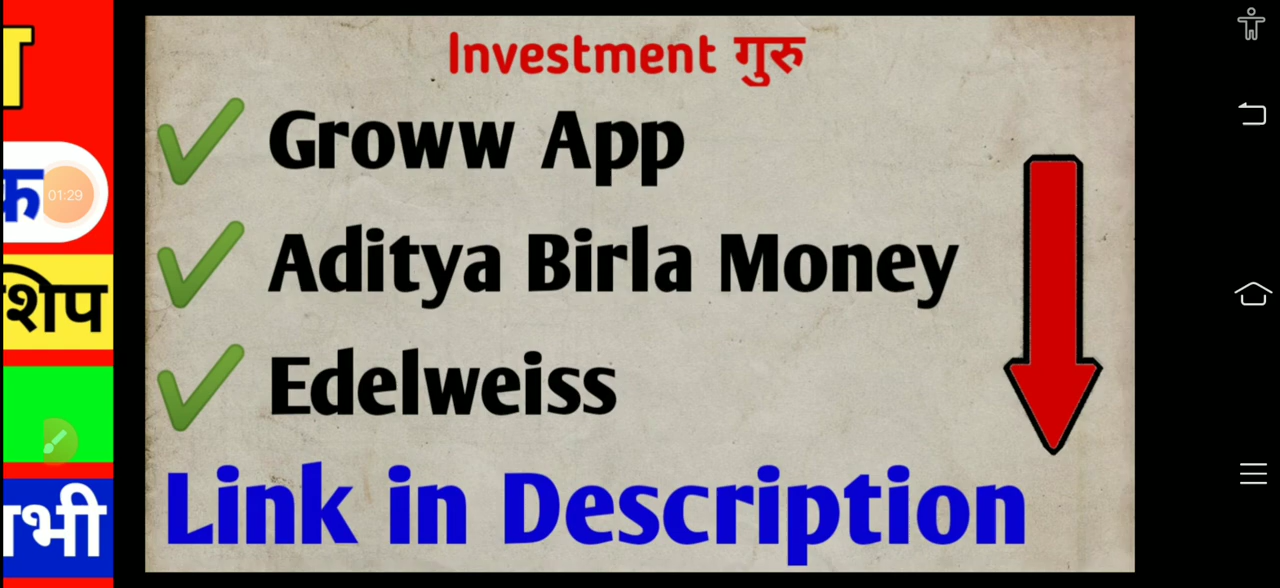 Investment गुरु
Groww App
Aditya Birla Money
Edelweiss
Link in Description
01:29
शिप
भी